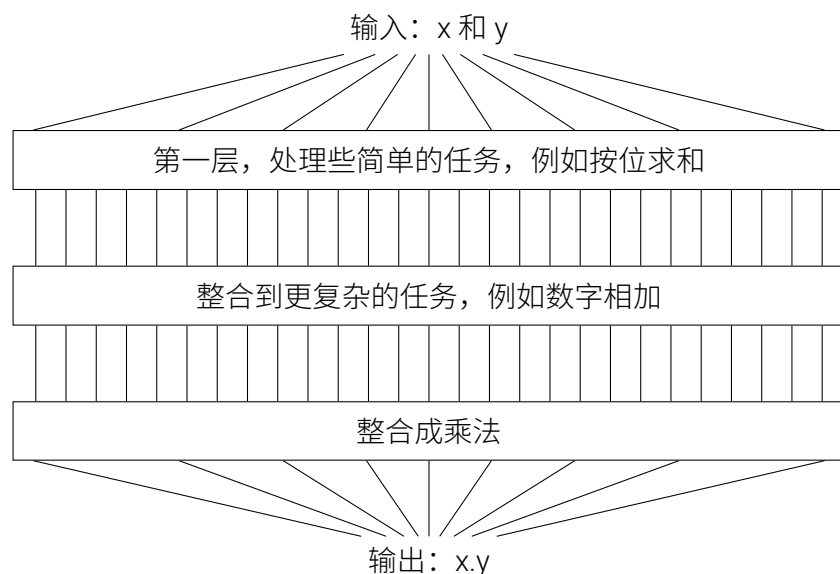 输入：x 和 y
第一层，处理些简单的任务，例如按位求和
整合到更复杂的任务，例如数字相加
整合成乘法
输出：x.y